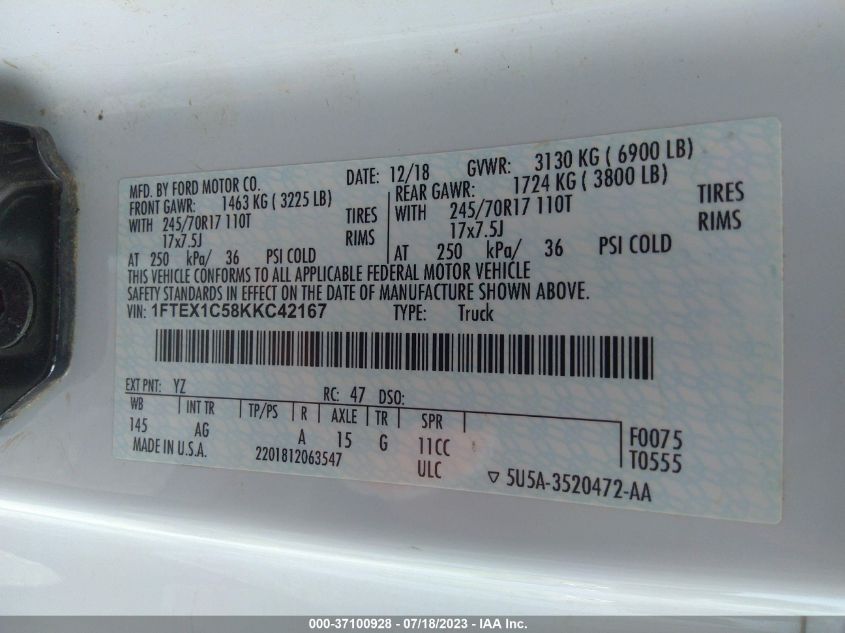 MFD. BY FORD MOTOR CO. DATE: 12/18 GVWR: 3130 KG ( 6900 LB)
FRONT GAWR: 1463 KG ( 3225 LB) REAR GAWR: 1724 KG ( 3800 LB)
WITH 245/70R17 110T TIRES WITH 245/70R17 110T TIRES
17x7.5J RIMS 17x7.5J RIMS
AT 250 kPa/ 36 PSI COLD AT 250 kPa/ 36 PSI COLD
THIS VEHICLE CONFORMS TO ALL APPLICABLE FEDERAL MOTOR VEHICLE
SAFETY STANDARDS IN EFFECT ON THE DATE OF MANUFACTURE SHOWN ABOVE.
VIN: 1FTEX1C58KKC42167 TYPE: Truck
EXT PNT: YZ RC: 47 DSO:
WB INT TR TP/PS R AXLE TR SPR
145 AG A 15 G 11CC F0075
MADE IN U.S.A. 2201812063547 ULC T0555
▽ 5U5A-3520472-AA
000-37100928 - 07/18/2023 - IAA Inc.